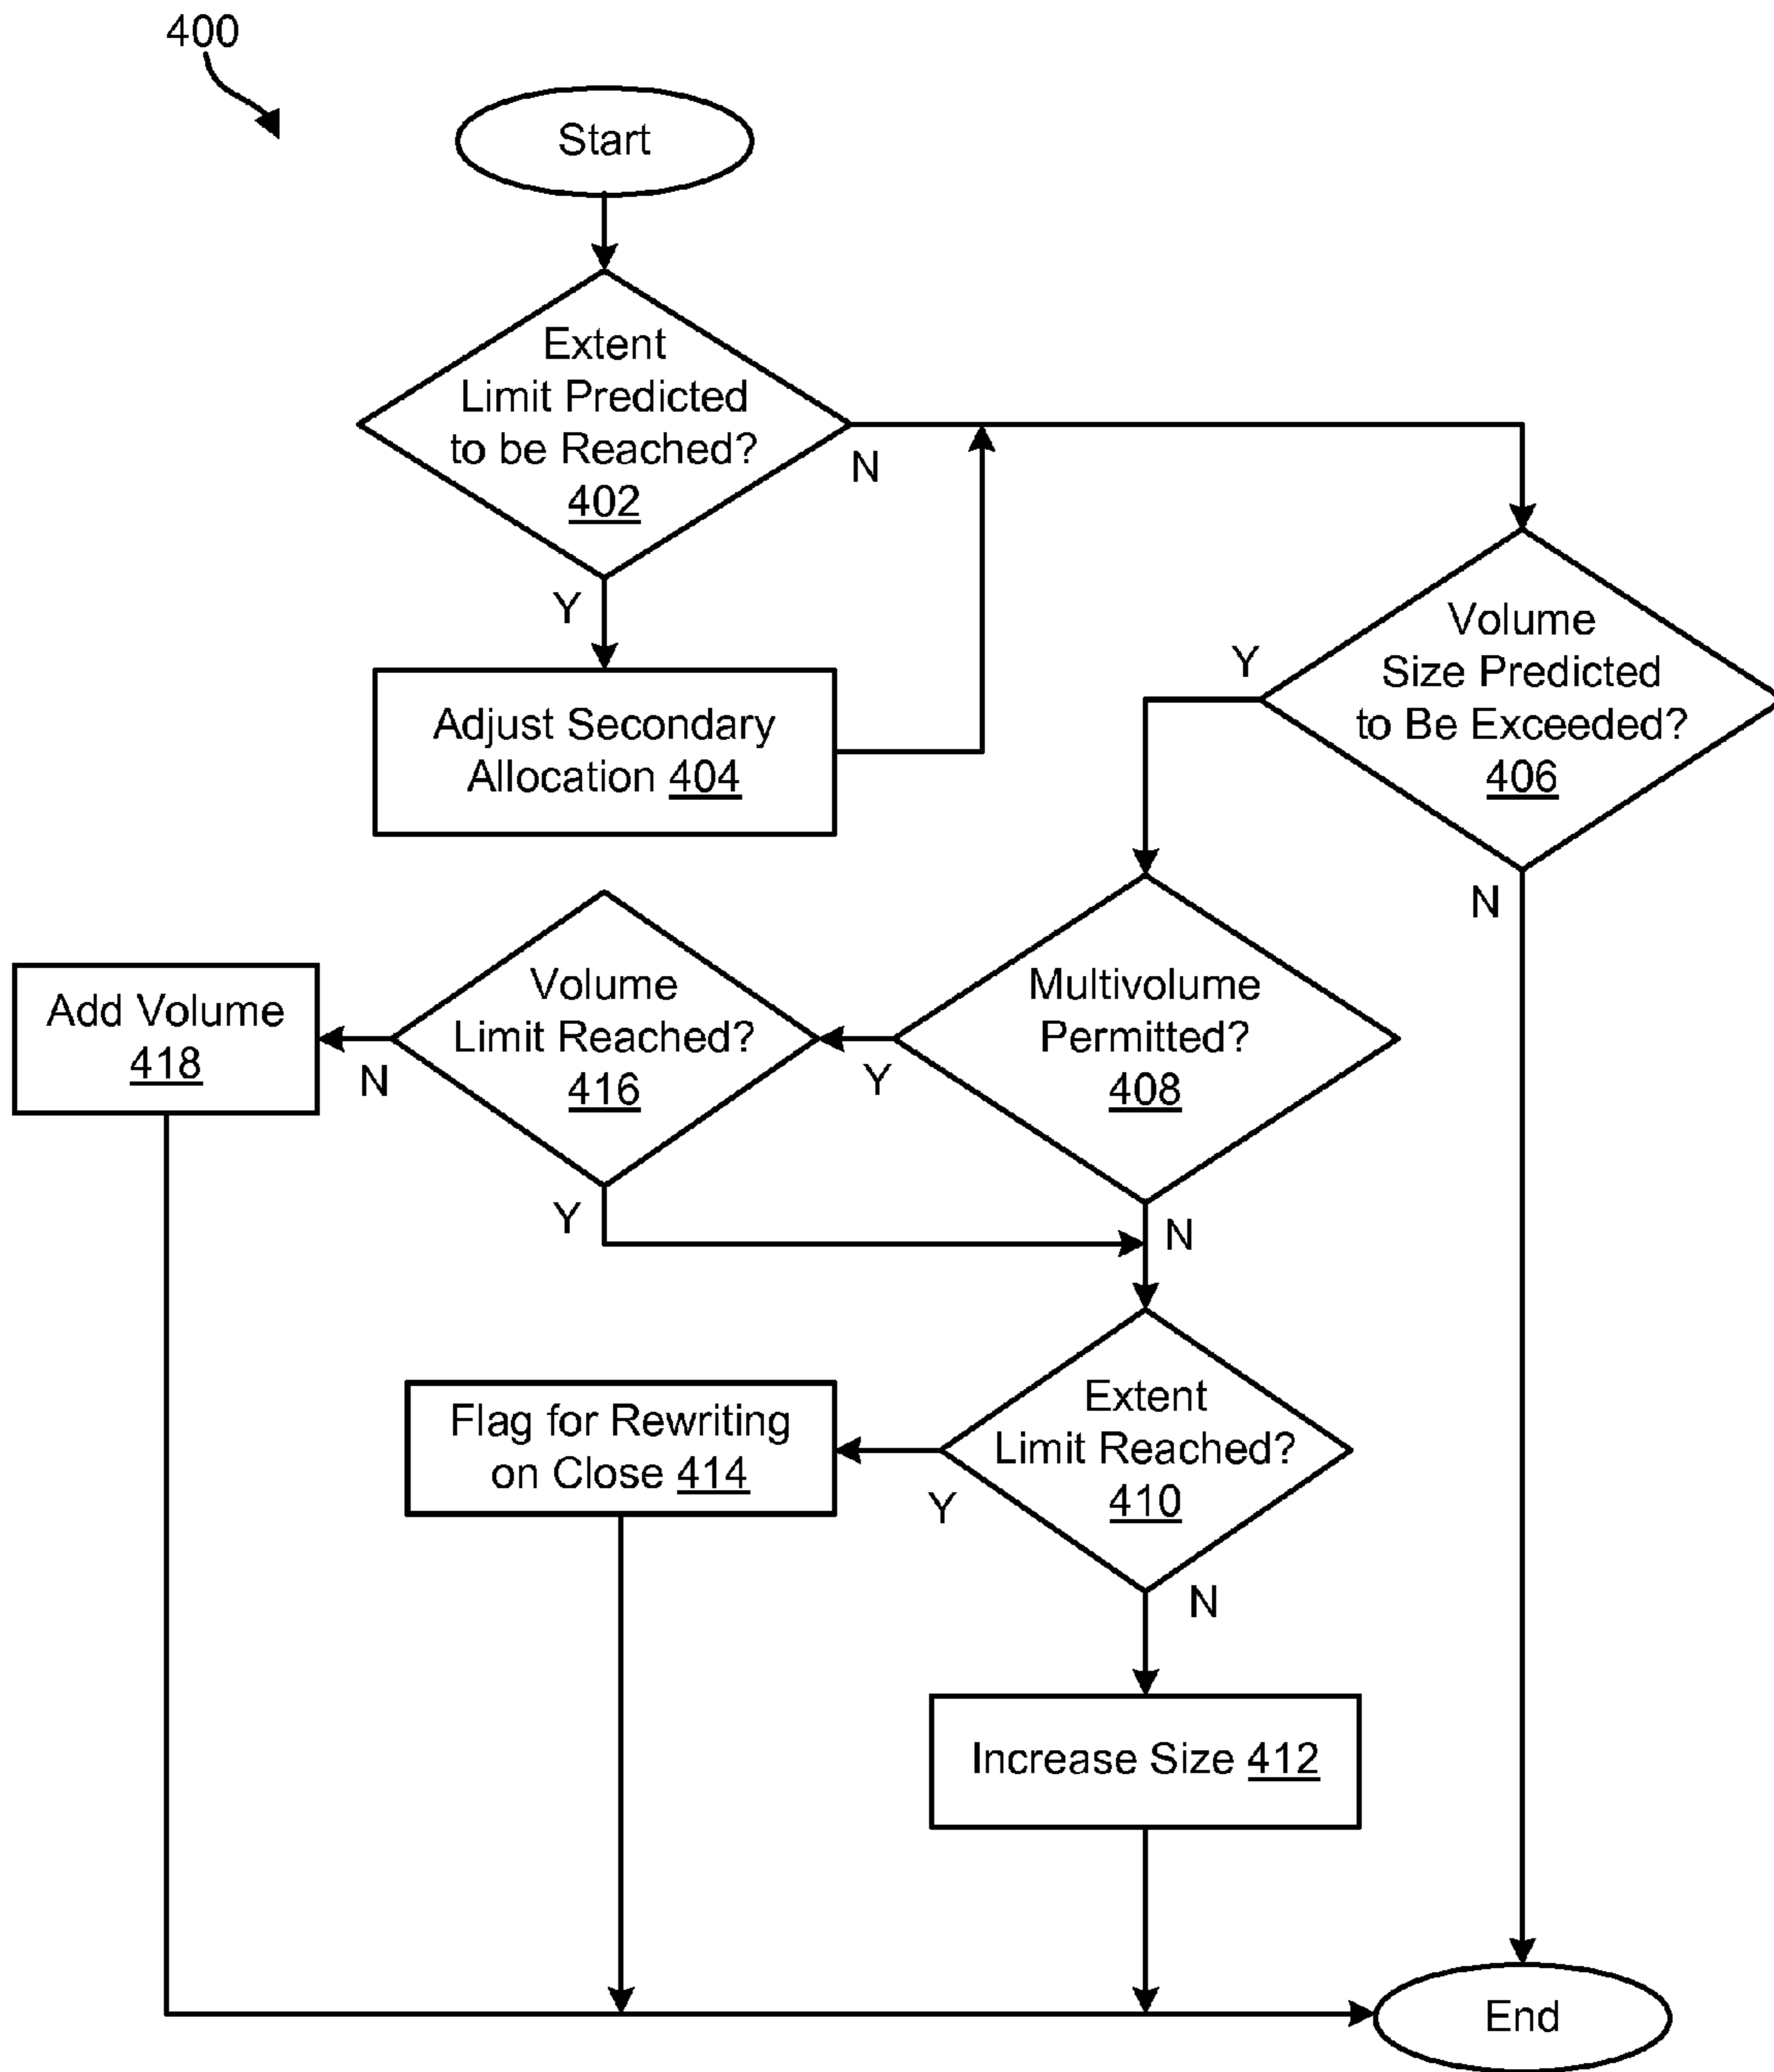 400
Start
Extent
Limit Predicted
to be Reached?
402
N
Y
Adjust Secondary
Allocation 404
Volume
Size Predicted
to Be Exceeded?
406
Y
N
Multivolume
Permitted?
408
Y
N
Volume
Limit Reached?
416
N
Y
Add Volume
418
Extent
Limit Reached?
410
Y
N
Flag for Rewriting
on Close 414
Increase Size 412
End